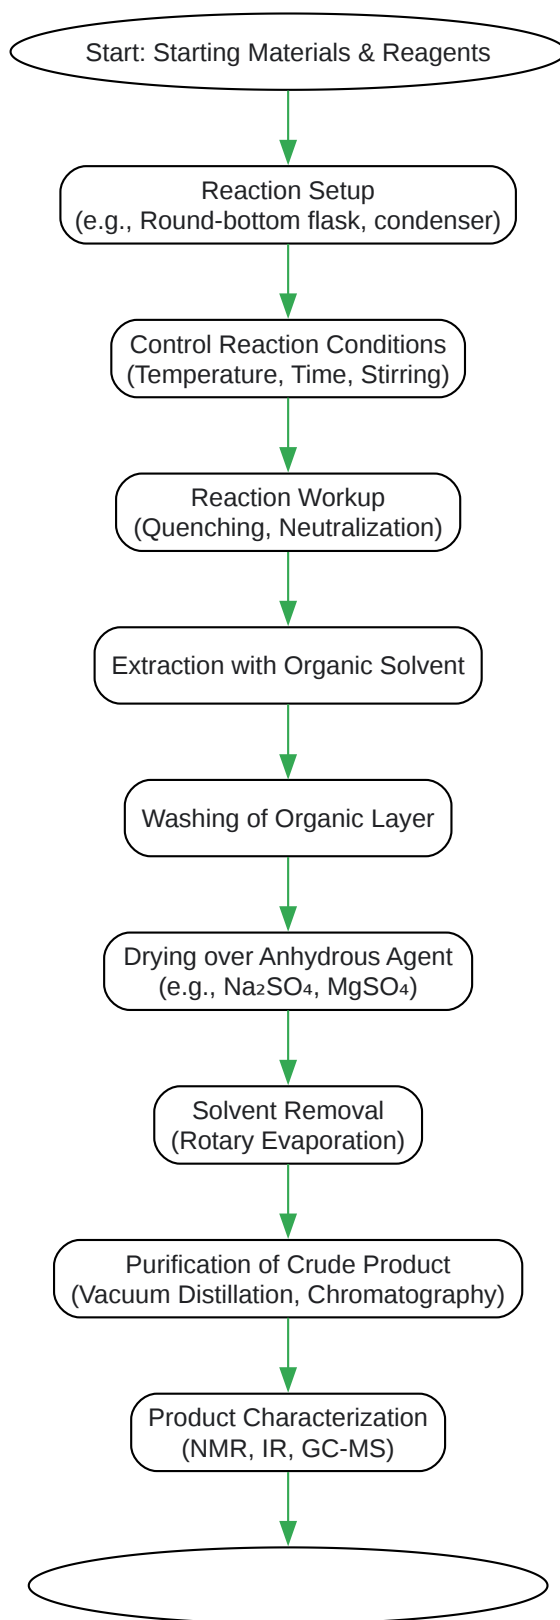 Start: Starting Materials & Reagents
Reaction Setup
(e.g., Round-bottom flask, condenser)
Control Reaction Conditions
(Temperature, Time, Stirring)
Reaction Workup
(Quenching, Neutralization)
Extraction with Organic Solvent
Washing of Organic Layer
Drying over Anhydrous Agent
(e.g., Na₂SO₄, MgSO₄)
Solvent Removal
(Rotary Evaporation)
Purification of Crude Product
(Vacuum Distillation, Chromatography)
Product Characterization
(NMR, IR, GC-MS)